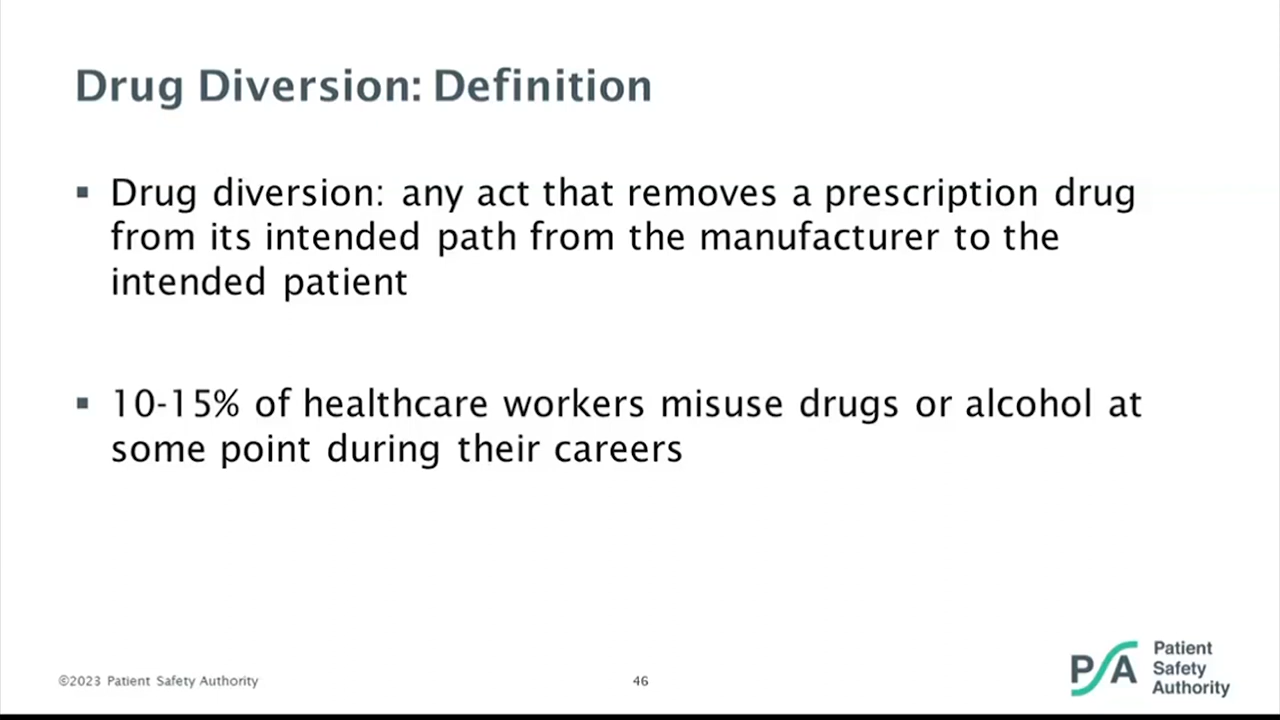 Drug Diversion: Definition
▪ Drug diversion: any act that removes a prescription drug
from its intended path from the manufacturer to the
intended patient
▪ 10-15% of healthcare workers misuse drugs or alcohol at
some point during their careers
©2023 Patient Safety Authority
46
PSA
Patient
Safety
Authority